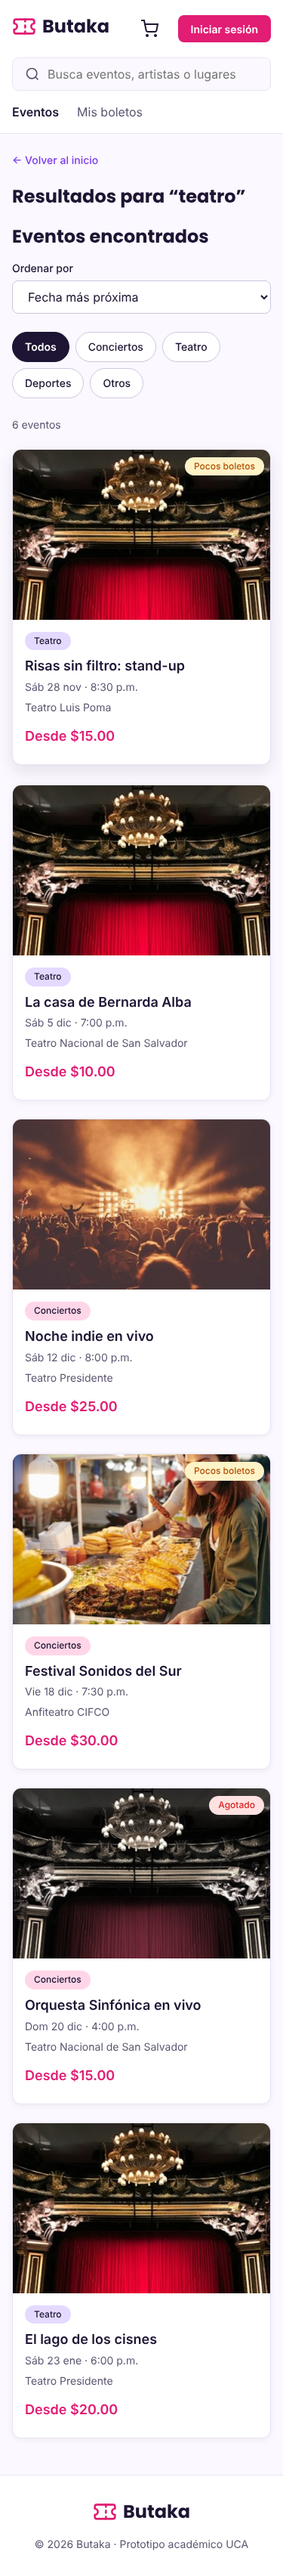 Butaka
Iniciar sesión
Busca eventos, artistas o lugares
Eventos Mis boletos
← Volver al inicio
Resultados para “teatro”
Eventos encontrados
Ordenar por
Fecha más próxima
Todos Conciertos Teatro
Deportes Otros
6 eventos
Pocos boletos
Teatro
Risas sin filtro: stand-up
Sáb 28 nov · 8:30 p.m.
Teatro Luis Poma
Desde $15.00
Teatro
La casa de Bernarda Alba
Sáb 5 dic · 7:00 p.m.
Teatro Nacional de San Salvador
Desde $10.00
Conciertos
Noche indie en vivo
Sáb 12 dic · 8:00 p.m.
Teatro Presidente
Desde $25.00
Pocos boletos
Conciertos
Festival Sonidos del Sur
Vie 18 dic · 7:30 p.m.
Anfiteatro CIFCO
Desde $30.00
Agotado
Conciertos
Orquesta Sinfónica en vivo
Dom 20 dic · 4:00 p.m.
Teatro Nacional de San Salvador
Desde $15.00
Teatro
El lago de los cisnes
Sáb 23 ene · 6:00 p.m.
Teatro Presidente
Desde $20.00
Butaka
© 2026 Butaka · Prototipo académico UCA